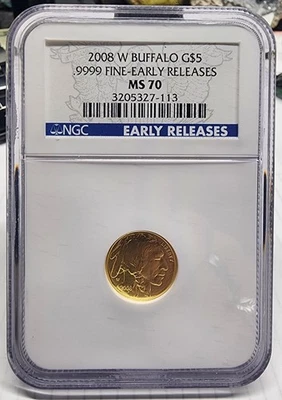 2008 W BUFFALO G$5
.9999 FINE-EARLY RELEASES
MS 70
3205327-113
NGC EARLY RELEASES